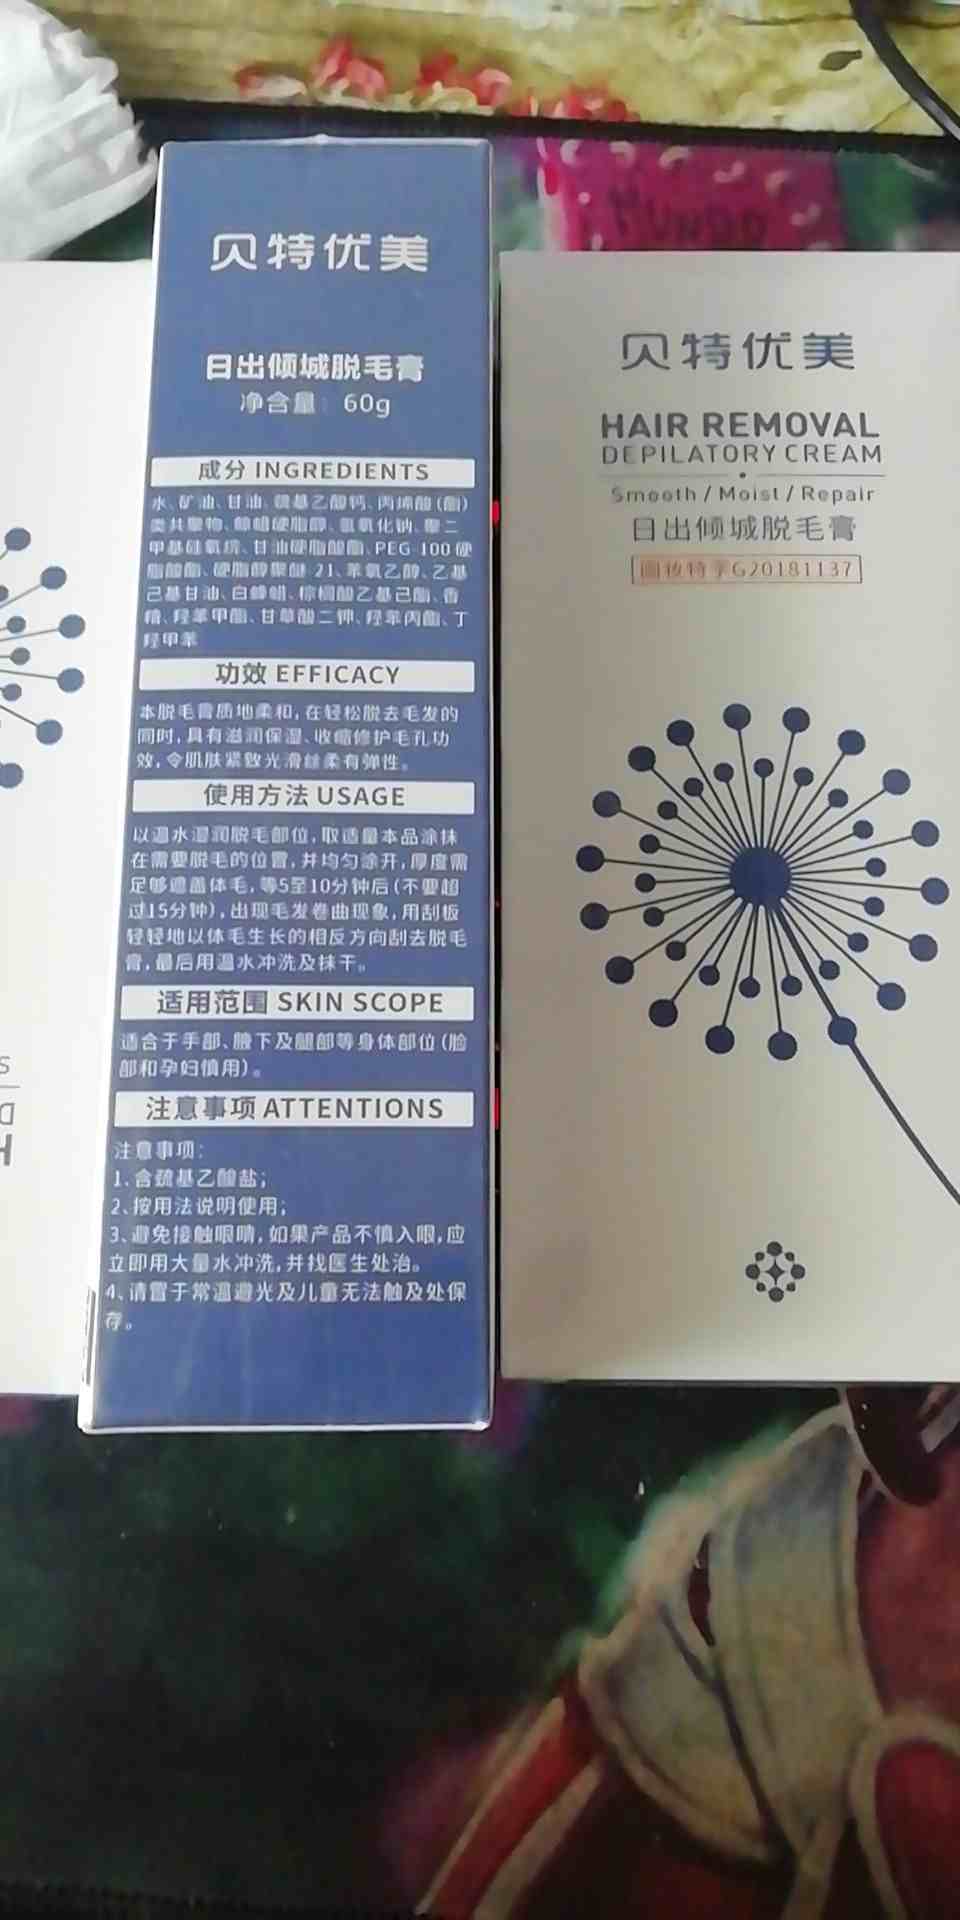 贝特优美
日出倾城脱毛膏
净含量 60g
成分 INGREDIENTS
水、矿油、甘油、巯基乙酸钙、丙烯酸(酯)
类共聚物、鲸蜡硬脂醇、氢氧化钠、聚二
甲基硅氧烷、甘油硬脂酸酯、PEG-100硬
脂酸酯、硬脂醇聚醚-21、苯氧乙醇、乙基
己基甘油、白蜂蜡、棕榈酸乙基己酯、香
精、羟苯甲酯、甘草酸二钾、羟苯丙酯、丁
羟甲苯
功效 EFFICACY
本脱毛膏质地柔和,在轻松脱去毛发的
同时,具有滋润保湿、收缩修护毛孔功
效,令肌肤紧致光滑丝柔有弹性。
使用方法 USAGE
以温水湿润脱毛部位,取适量本品涂抹
在需要脱毛的位置,并均匀涂开,厚度需
足够遮盖体毛,等5至10分钟后(不要超
过15分钟),出现毛发卷曲现象,用刮板
轻轻地以体毛生长的相反方向刮去脱毛
膏,最后用温水冲洗及抹干。
适用范围 SKIN SCOPE
适合于手部、腋下及腿部等身体部位(脸
部和孕妇慎用)。
注意事项 ATTENTIONS
注意事项:
1、含巯基乙酸盐;
2、按用法说明使用;
3、避免接触眼睛,如果产品不慎入眼,应
立即用大量水冲洗,并找医生处治。
4、请置于常温避光及儿童无法触及处保
存。
贝特优美
HAIR REMOVAL
DEPILATORY CREAM
Smooth / Moist / Repair
日出倾城脱毛膏
国妆特字G20181137